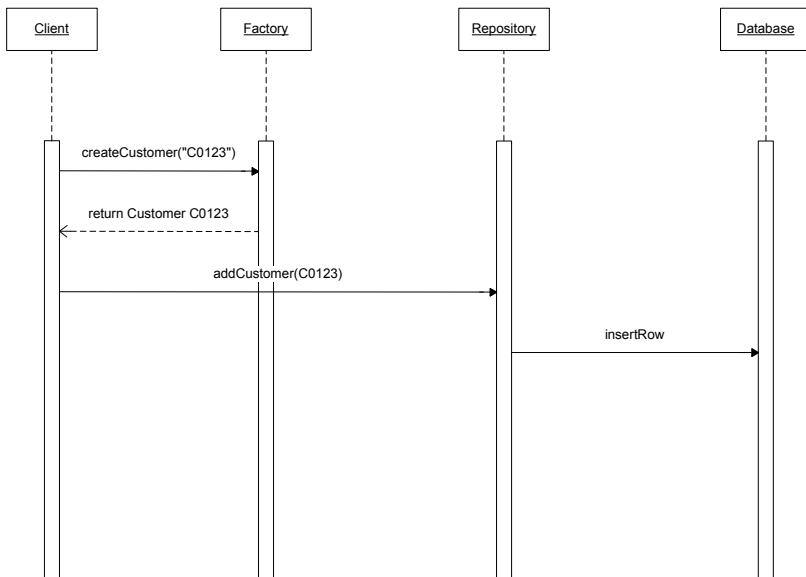 Client
Factory
Repository
Database
createCustomer("C0123")
return Customer C0123
addCustomer(C0123)
insertRow